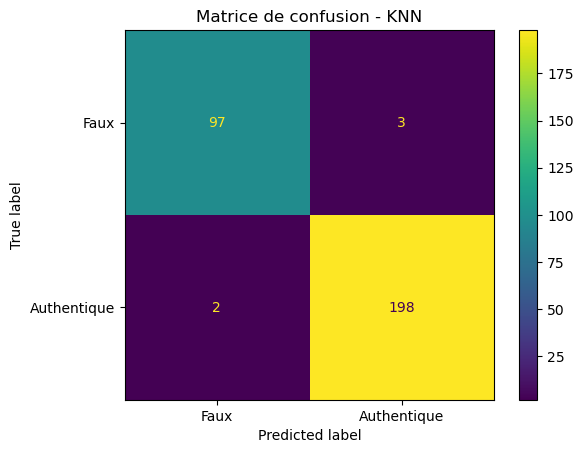 Matrice de confusion - KNN
True label
Faux
97
3
Authentique
2
198
Faux
Authentique
Predicted label
175
150
125
100
75
50
25